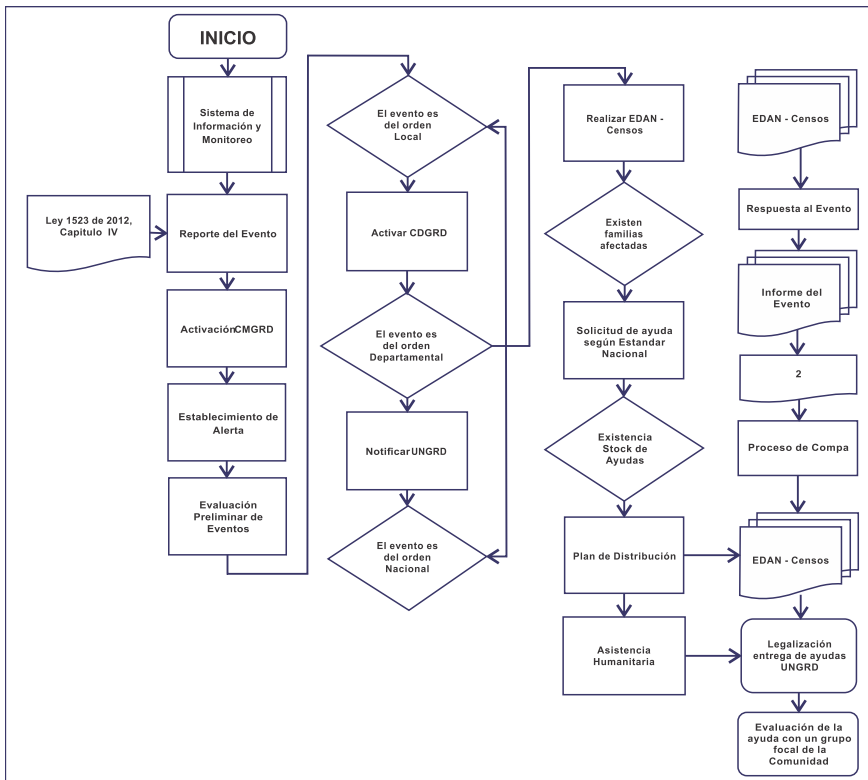 INICIO
Sistema de
Información y
Monitoreo
Ley 1523 de 2012,
Capitulo IV
Reporte del Evento
ActivaciónCMGRD
Establecimiento de
Alerta
Evaluación
Preliminar de
Eventos
El evento es
del orden
Local
Activar CDGRD
El evento es
del orden
Departamental
Notificar UNGRD
El evento es
del orden
Nacional
Realizar EDAN -
Censos
Existen
familias
afectadas
Solicitud de ayuda
según Estandar
Nacional
Existencia
Stock de
Ayudas
Plan de Distribución
Asistencia
Humanitaria
EDAN - Censos
Respuesta al Evento
Informe del
Evento
2
Proceso de Compa
EDAN - Censos
Legalización
entrega de ayudas
UNGRD
Evaluación de la
ayuda con un grupo
focal de la
Comunidad